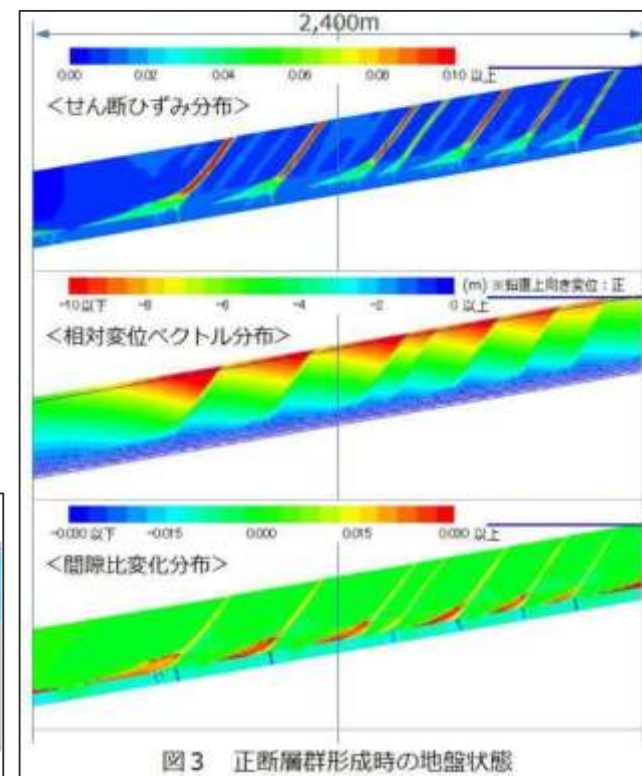 2,400m
0.00 0.02 0.04 0.06 0.08 0.10 以上
<せん断ひずみ分布>
-10以下 -8 -6 -4 -2 0 以上
(m) ※鉛直上向き変位：正
<相対変位ベクトル分布>
-0.030 以下 -0.015 0.000 0.015 0.030 以上
<間隙比変化分布>
図3 正断層群形成時の地盤状態